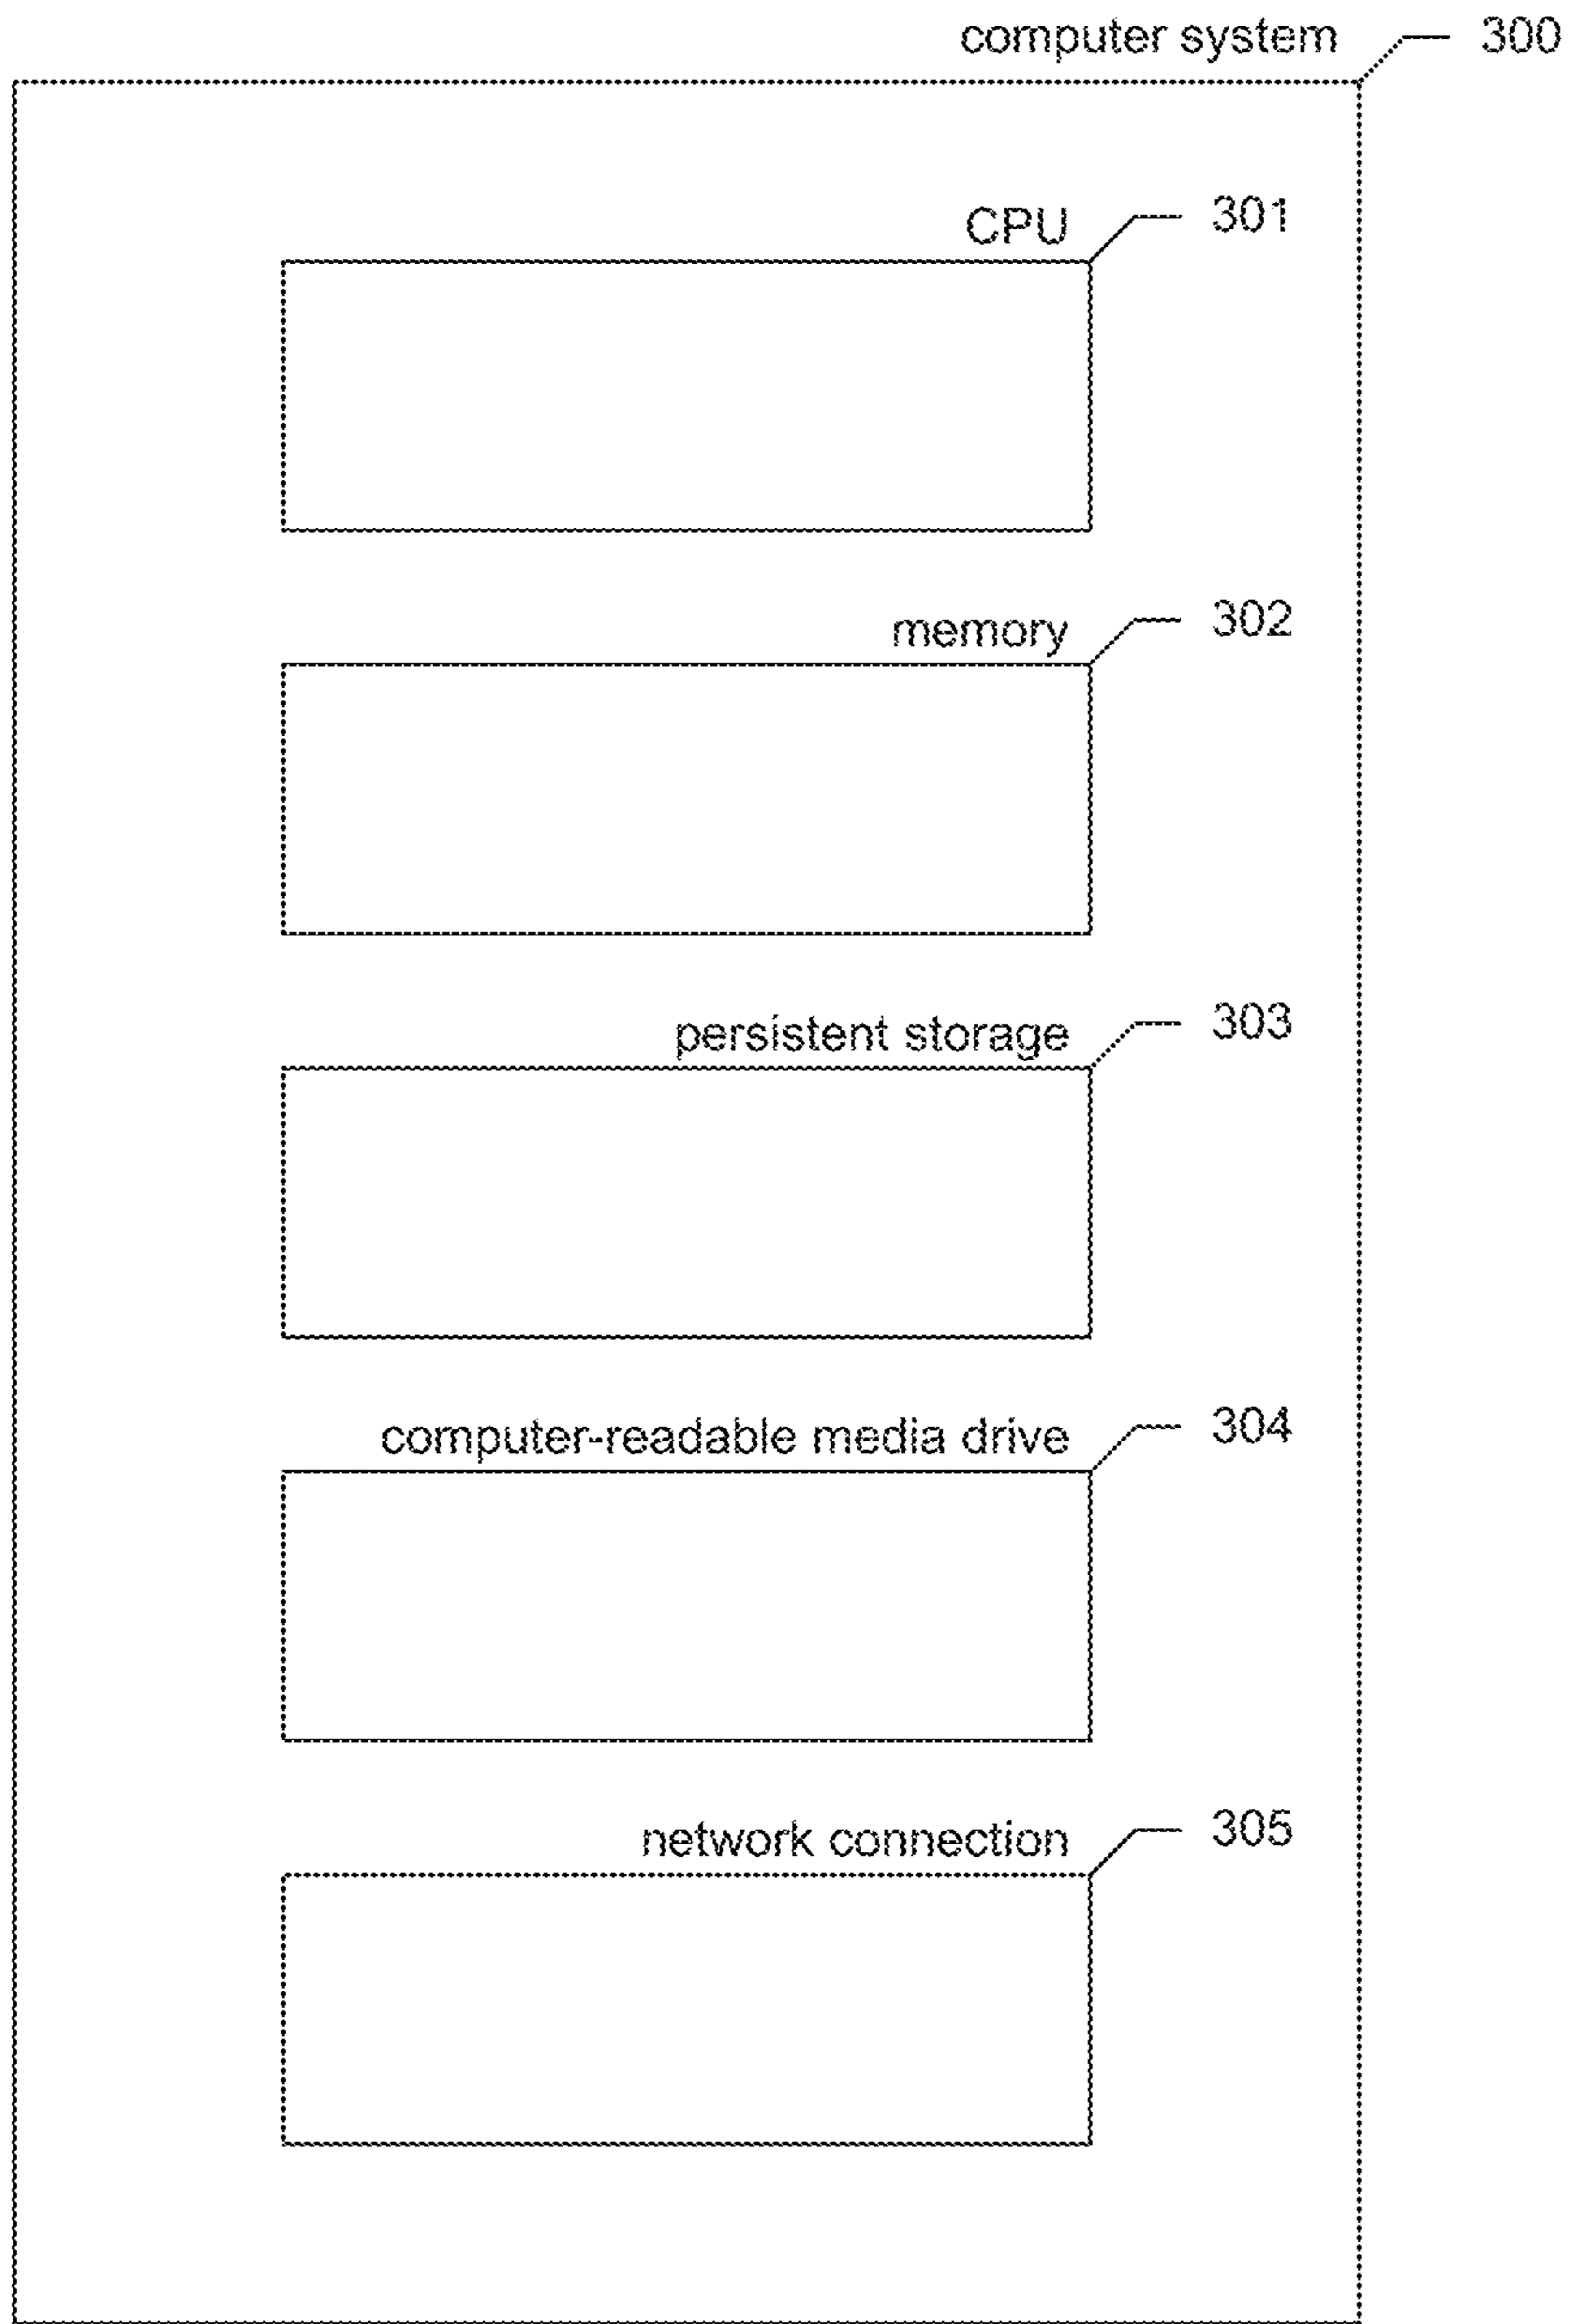 computer system 300
CPU 301
memory 302
persistent storage 303
computer-readable media drive 304
network connection 305